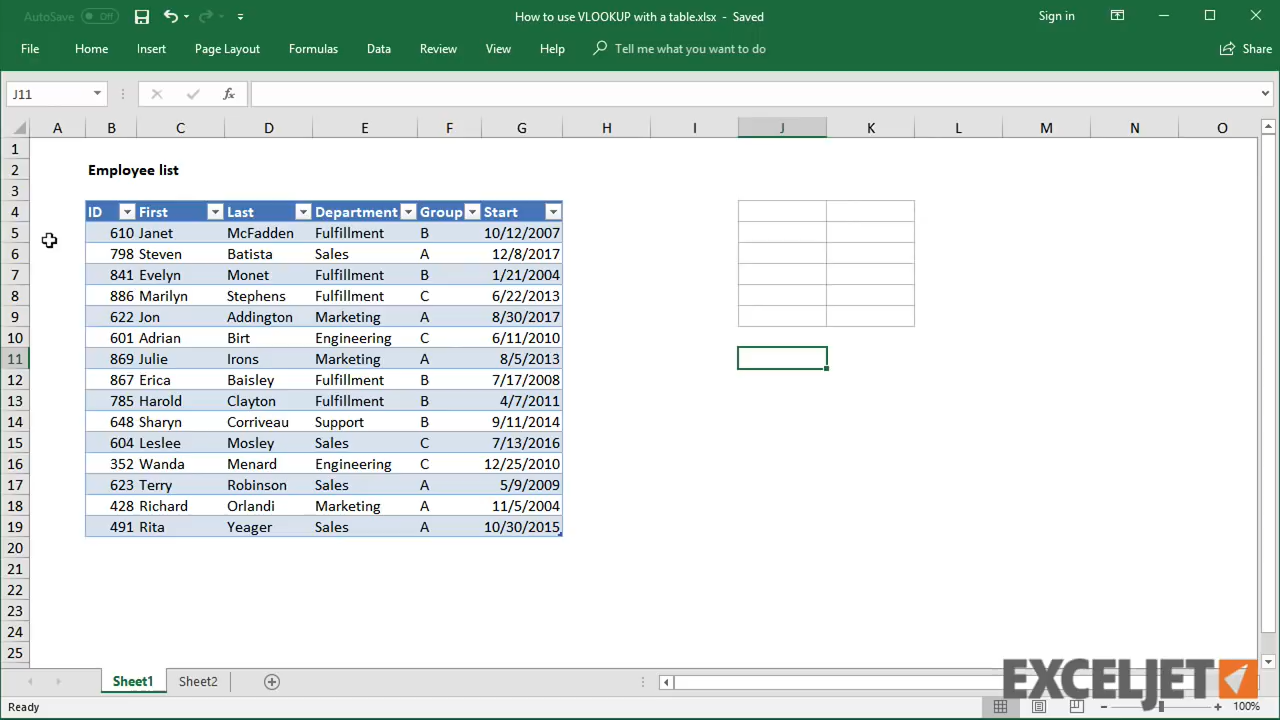 AutoSave Off How to use VLOOKUP with a table.xlsx - Saved Sign in
File Home Insert Page Layout Formulas Data Review View Help Tell me what you want to do Share
J11 fx
A B C D E F G H I J K L M N O
1
2 Employee list
3
4 ID First Last Department Group Start
5 610 Janet McFadden Fulfillment B 10/12/2007
6 798 Steven Batista Sales A 12/8/2017
7 841 Evelyn Monet Fulfillment B 1/21/2004
8 886 Marilyn Stephens Fulfillment C 6/22/2013
9 622 Jon Addington Marketing A 8/30/2017
10 601 Adrian Birt Engineering C 6/11/2010
11 869 Julie Irons Marketing A 8/5/2013
12 867 Erica Baisley Fulfillment B 7/17/2008
13 785 Harold Clayton Fulfillment B 4/7/2011
14 648 Sharyn Corriveau Support B 9/11/2014
15 604 Leslee Mosley Sales C 7/13/2016
16 352 Wanda Menard Engineering C 12/25/2010
17 623 Terry Robinson Sales A 5/9/2009
18 428 Richard Orlandi Marketing A 11/5/2004
19 491 Rita Yeager Sales A 10/30/2015
20
21
22
23
24
25
Sheet1 Sheet2
EXCELJET
Ready 100%